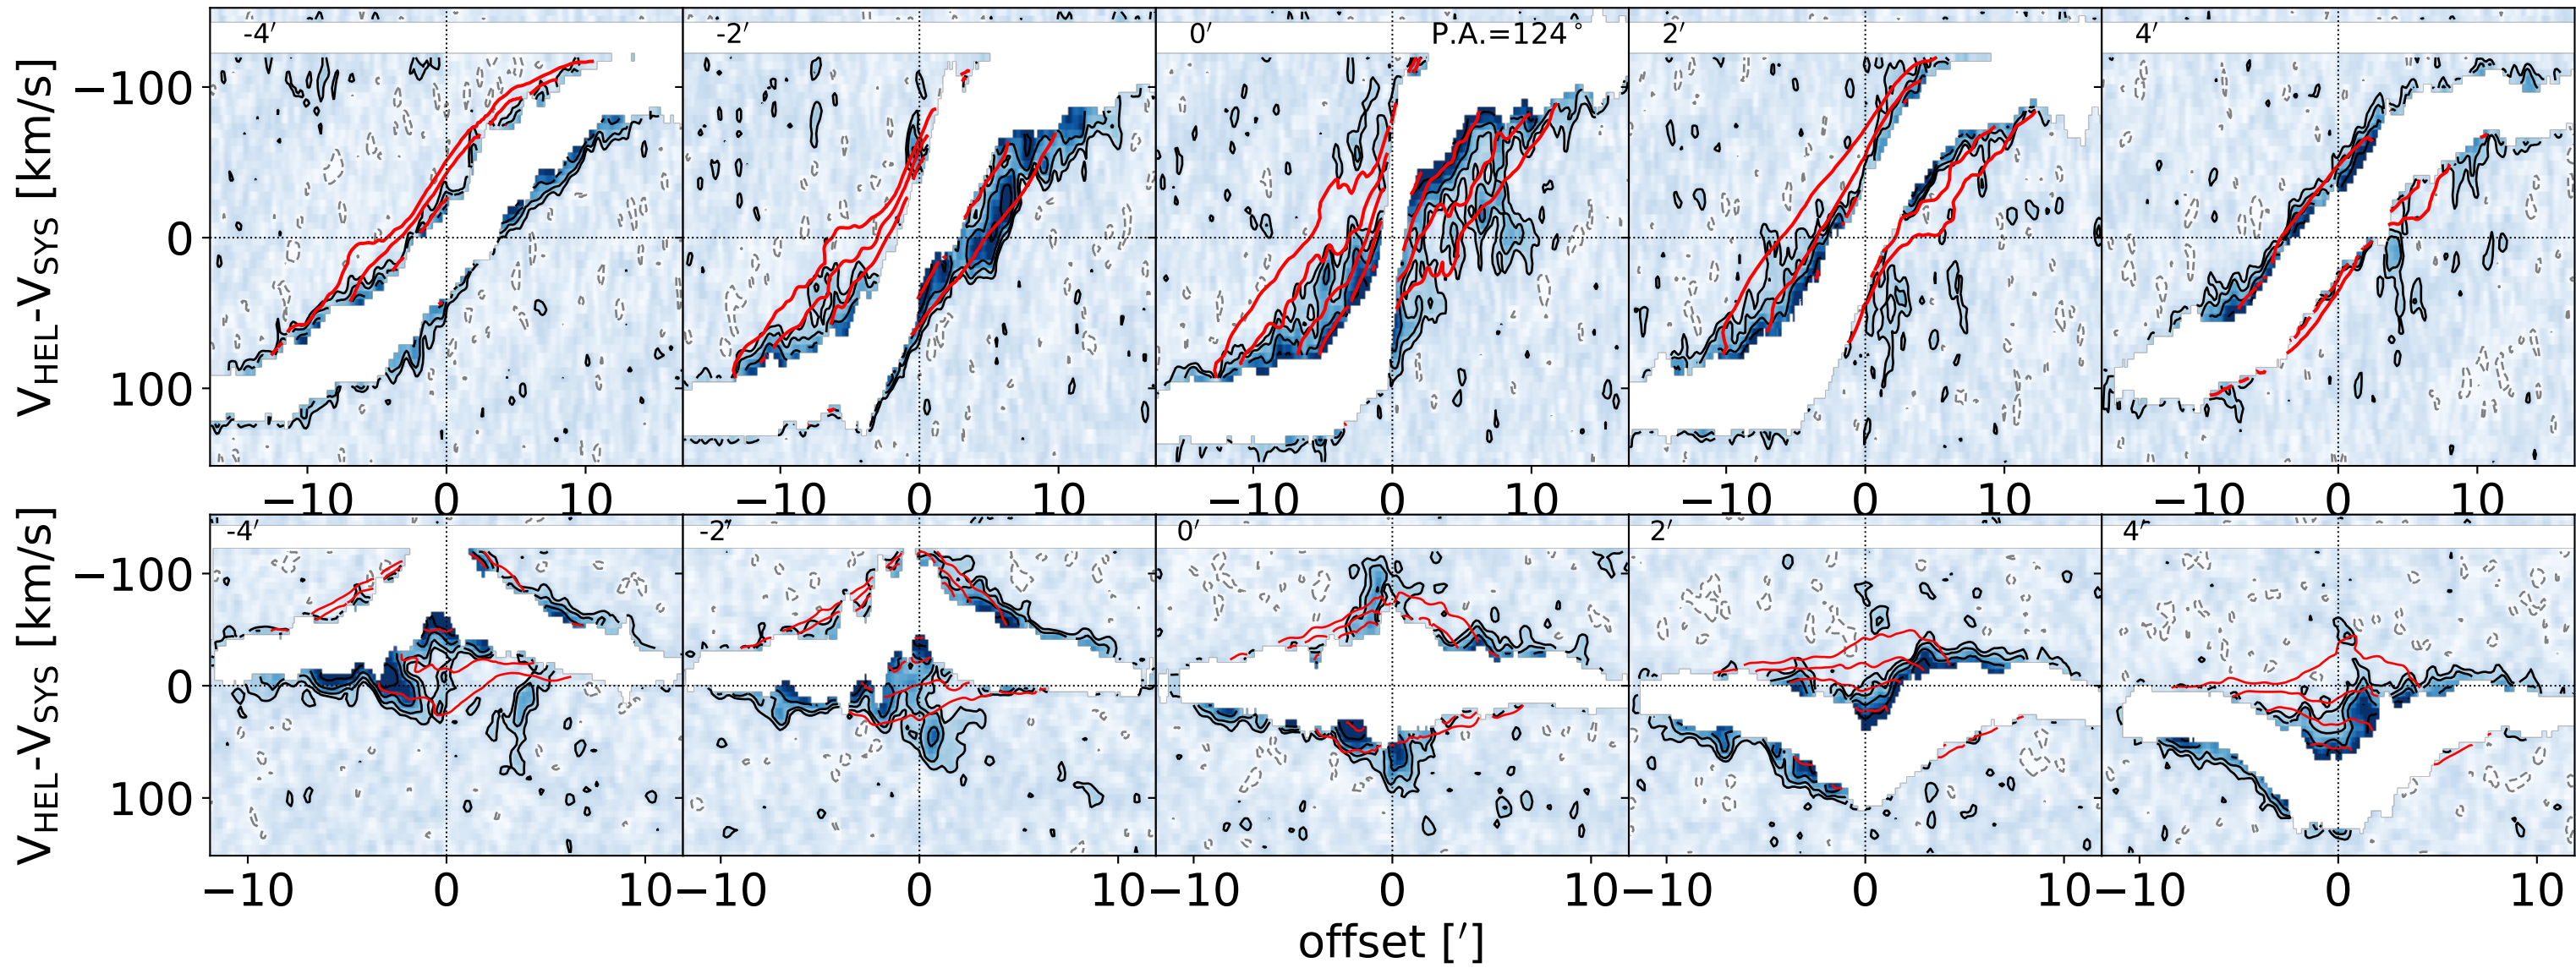 -4′ -2′ 0′ P.A.=124° 2′ 4′
V_HEL-V_SYS [km/s]
−100
0
100
−10 0 10 −10 0 10 −10 0 10 −10 0 10 −10 0 10
-4′ -2′ 0′ 2′ 4′
V_HEL-V_SYS [km/s]
−100
0
100
−10 0 10 −10 0 10 −10 0 10 −10 0 10 −10 0 10
offset [′]